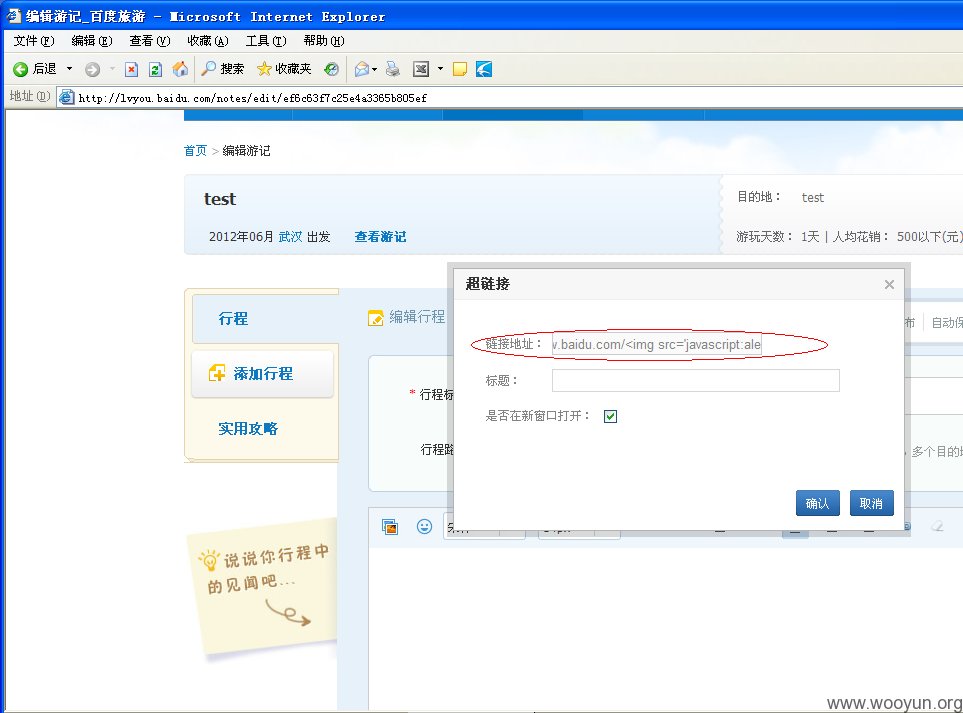 编辑游记_百度旅游 - Microsoft Internet Explorer
文件(F) 编辑(E) 查看(V) 收藏(A) 工具(T) 帮助(H)
后退 搜索 收藏夹
地址(D) http://lvyou.baidu.com/notes/edit/ef6c63f7c25e4a3365b805ef
首页 > 编辑游记
test
目的地： test
2012年06月 武汉 出发 查看游记
游玩天数： 1天 | 人均花销： 500以下(元)
超链接
行程
编辑行程
布 自动保
链接地址： v.baidu.com/<img src='javascript:ale
添加行程
标题：
* 行程标
是否在新窗口打开：
实用攻略
行程路
多个目的地
确认 取消
说说你行程中
的见闻吧...
www.wooyun.org